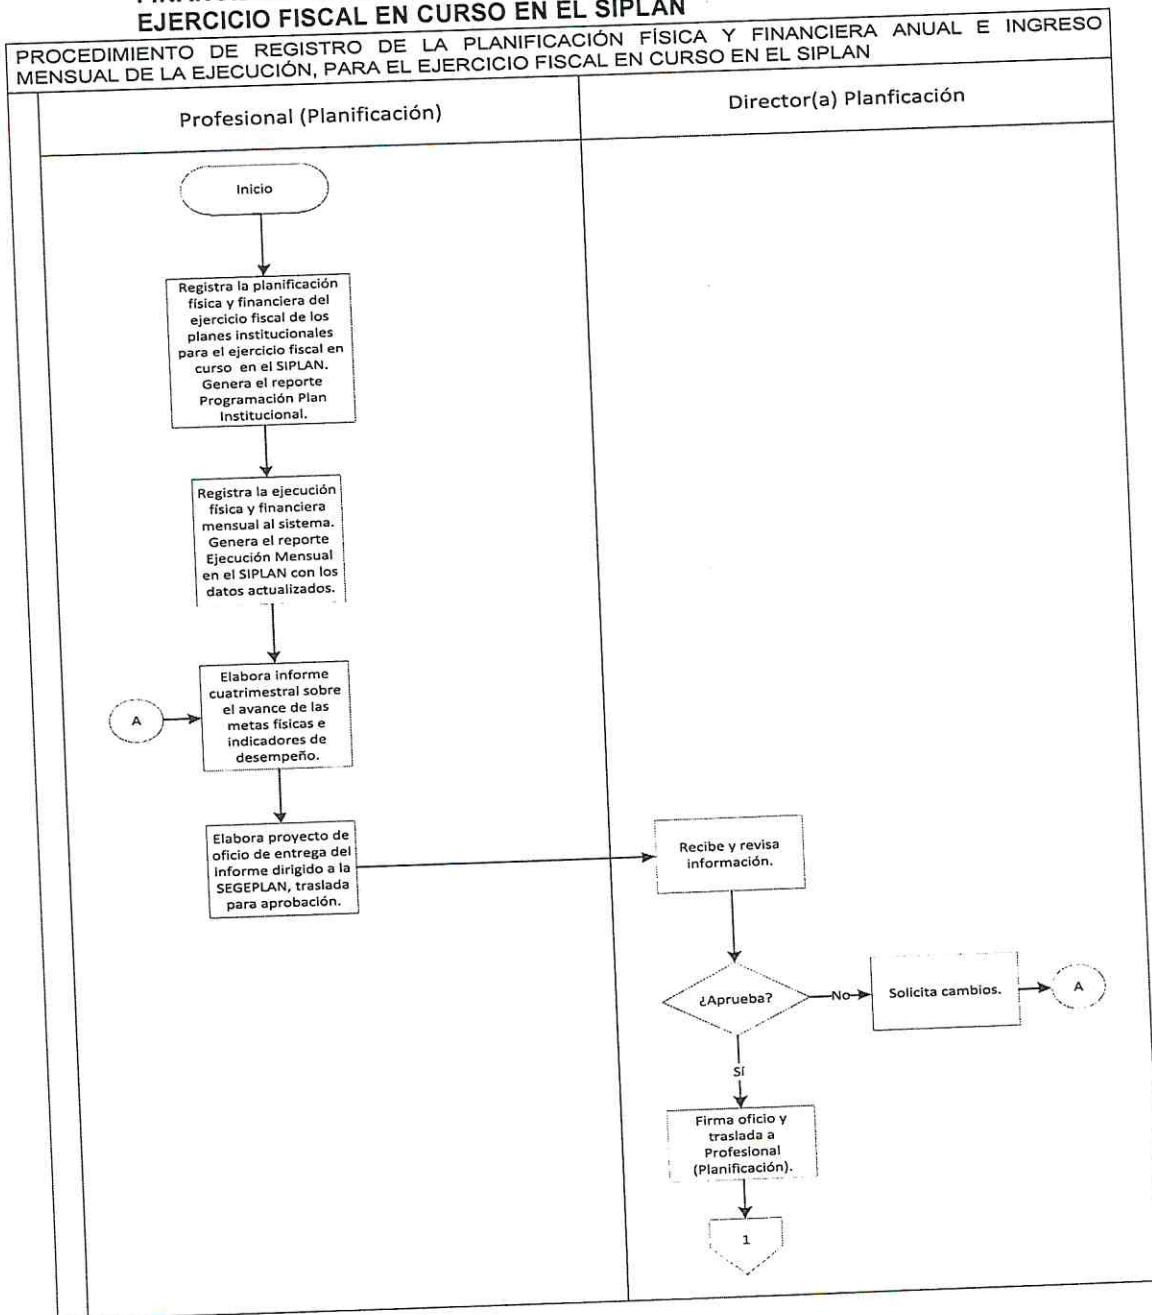 EJERCICIO FISCAL EN CURSO EN EL SIPLAN
PROCEDIMIENTO DE REGISTRO DE LA PLANIFICACIÓN FÍSICA Y FINANCIERA ANUAL E INGRESO
MENSUAL DE LA EJECUCIÓN, PARA EL EJERCICIO FISCAL EN CURSO EN EL SIPLAN
Profesional (Planificación)
Director(a) Planficación
Inicio
Registra la planificación
física y financiera del
ejercicio fiscal de los
planes institucionales
para el ejercicio fiscal en
curso en el SIPLAN.
Genera el reporte
Programación Plan
Institucional.
Registra la ejecución
física y financiera
mensual al sistema.
Genera el reporte
Ejecución Mensual
en el SIPLAN con los
datos actualizados.
A
Elabora informe
cuatrimestral sobre
el avance de las
metas físicas e
indicadores de
desempeño.
Elabora proyecto de
oficio de entrega del
informe dirigido a la
SEGEPLAN, traslada
para aprobación.
Recibe y revisa
información.
¿Aprueba?
No
Solicita cambios.
A
Sí
Firma oficio y
traslada a
Profesional
(Planificación).
1